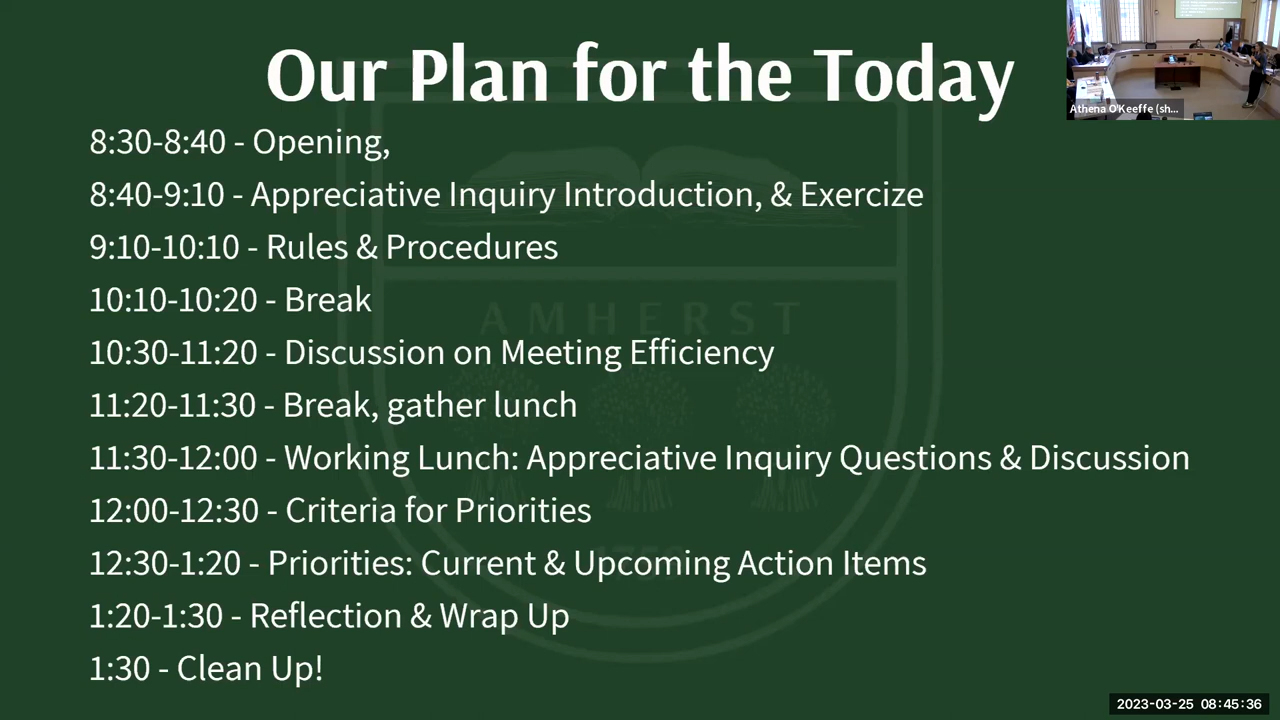 Our Plan for the Today
8:30-8:40 - Opening,
8:40-9:10 - Appreciative Inquiry Introduction, & Exercize
9:10-10:10 - Rules & Procedures
10:10-10:20 - Break
10:30-11:20 - Discussion on Meeting Efficiency
11:20-11:30 - Break, gather lunch
11:30-12:00 - Working Lunch: Appreciative Inquiry Questions & Discussion
12:00-12:30 - Criteria for Priorities
12:30-1:20 - Priorities: Current & Upcoming Action Items
1:20-1:30 - Reflection & Wrap Up
1:30 - Clean Up!
AMHERST
Athena O'Keeffe (sh...
2023-03-25 08:45:36